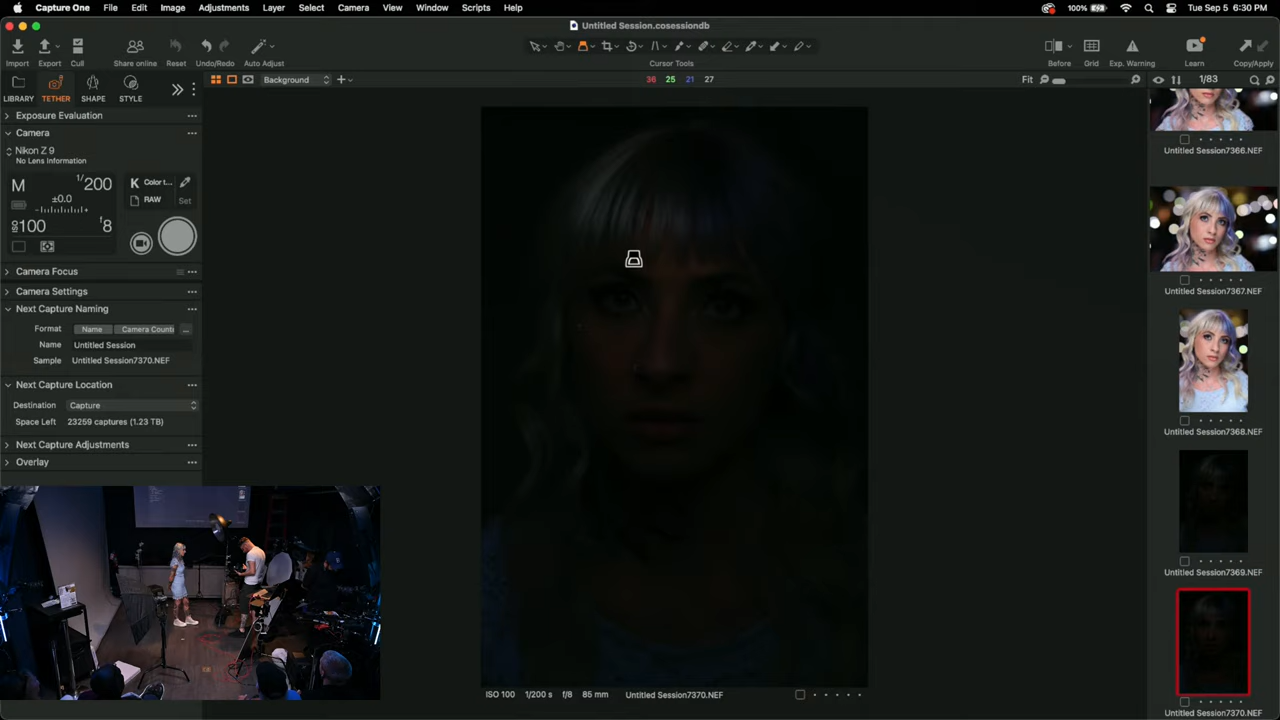 Capture One File Edit Image Adjustments Layer Select Camera View Window Scripts Help 100% Tue Sep 5 6:30 PM
Untitled Session.cosessiondb
Import Export Cull Share online Reset Undo/Redo Auto Adjust Cursor Tools Before Grid Exp. Warning Learn Copy/Apply
Background 36 25 21 27 Fit 1/83
LIBRARY TETHER SHAPE STYLE
Exposure Evaluation
Camera
Nikon Z 9
No Lens Information
M 1/200 K Color t...
±0.0
RAW Set
ISO 100 f8
Camera Focus
Camera Settings
Next Capture Naming
Format Name Camera Count ...
Name Untitled Session
Sample Untitled Session7370.NEF
Next Capture Location
Destination Capture
Space Left 23259 captures (1.23 TB)
Next Capture Adjustments
Overlay
Untitled Session7366.NEF
Untitled Session7367.NEF
Untitled Session7368.NEF
Untitled Session7369.NEF
Untitled Session7370.NEF
ISO 100 1/200 s f/8 85 mm Untitled Session7370.NEF